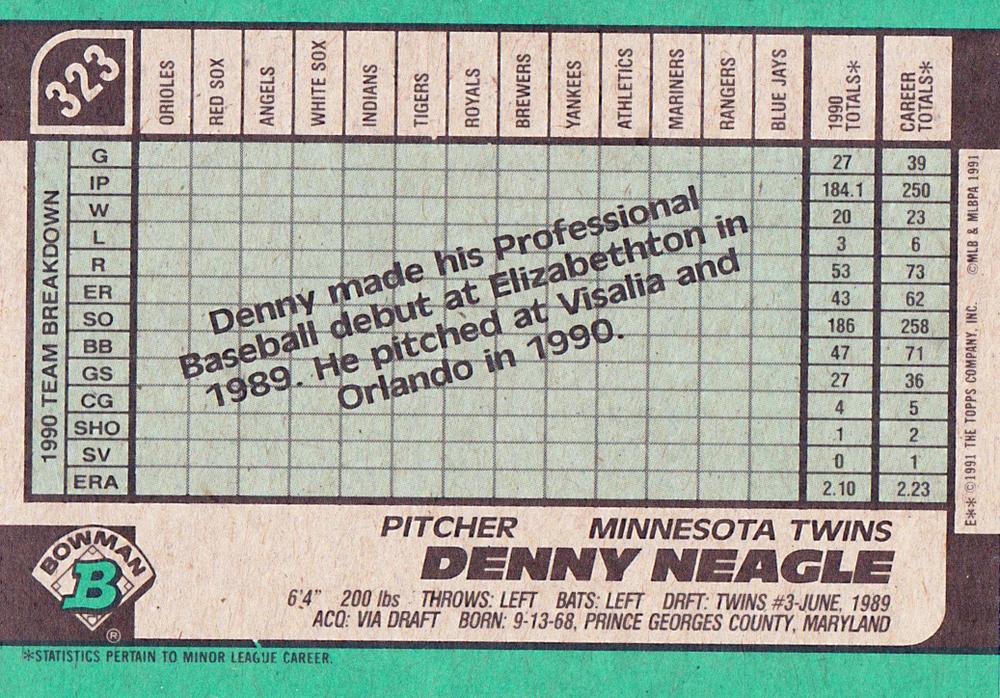 323
ORIOLES RED SOX ANGELS WHITE SOX INDIANS TIGERS ROYALS BREWERS YANKEES ATHLETICS MARINERS RANGERS BLUE JAYS 1990 TOTALS* CAREER TOTALS*
1990 TEAM BREAKDOWN
G 27 39
IP 184.1 250
W 20 23
L 3 6
R 53 73
ER 43 62
SO 186 258
BB 47 71
GS 27 36
CG 4 5
SHO 1 2
SV 0 1
ERA 2.10 2.23
Denny made his Professional
Baseball debut at Elizabethton in
1989. He pitched at Visalia and
Orlando in 1990.
E** ©1991 THE TOPPS COMPANY, INC. ©MLB & MLBPA 1991
BOWMAN
B
®
PITCHER MINNESOTA TWINS
DENNY NEAGLE
6'4" 200 lbs THROWS: LEFT BATS: LEFT DRFT: TWINS #3-JUNE, 1989
ACQ: VIA DRAFT BORN: 9-13-68, PRINCE GEORGES COUNTY, MARYLAND
*STATISTICS PERTAIN TO MINOR LEAGUE CAREER.